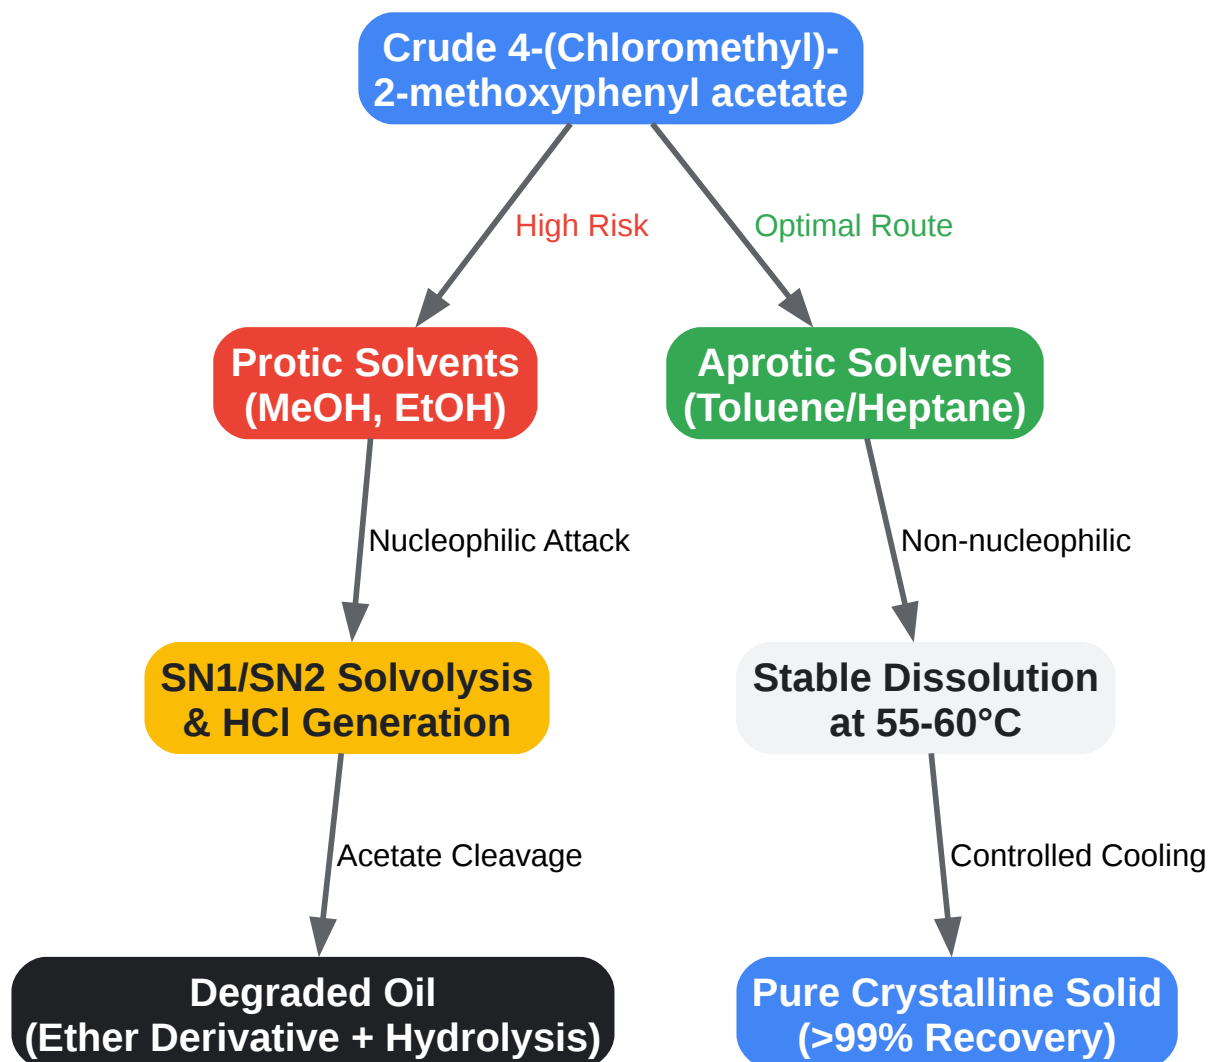 Crude 4-(Chloromethyl)-
2-methoxyphenyl acetate
High Risk
Optimal Route
Protic Solvents
(MeOH, EtOH)
Aprotic Solvents
(Toluene/Heptane)
Nucleophilic Attack
Non-nucleophilic
SN1/SN2 Solvolysis
& HCl Generation
Stable Dissolution
at 55-60°C
Acetate Cleavage
Controlled Cooling
Degraded Oil
(Ether Derivative + Hydrolysis)
Pure Crystalline Solid
(>99% Recovery)